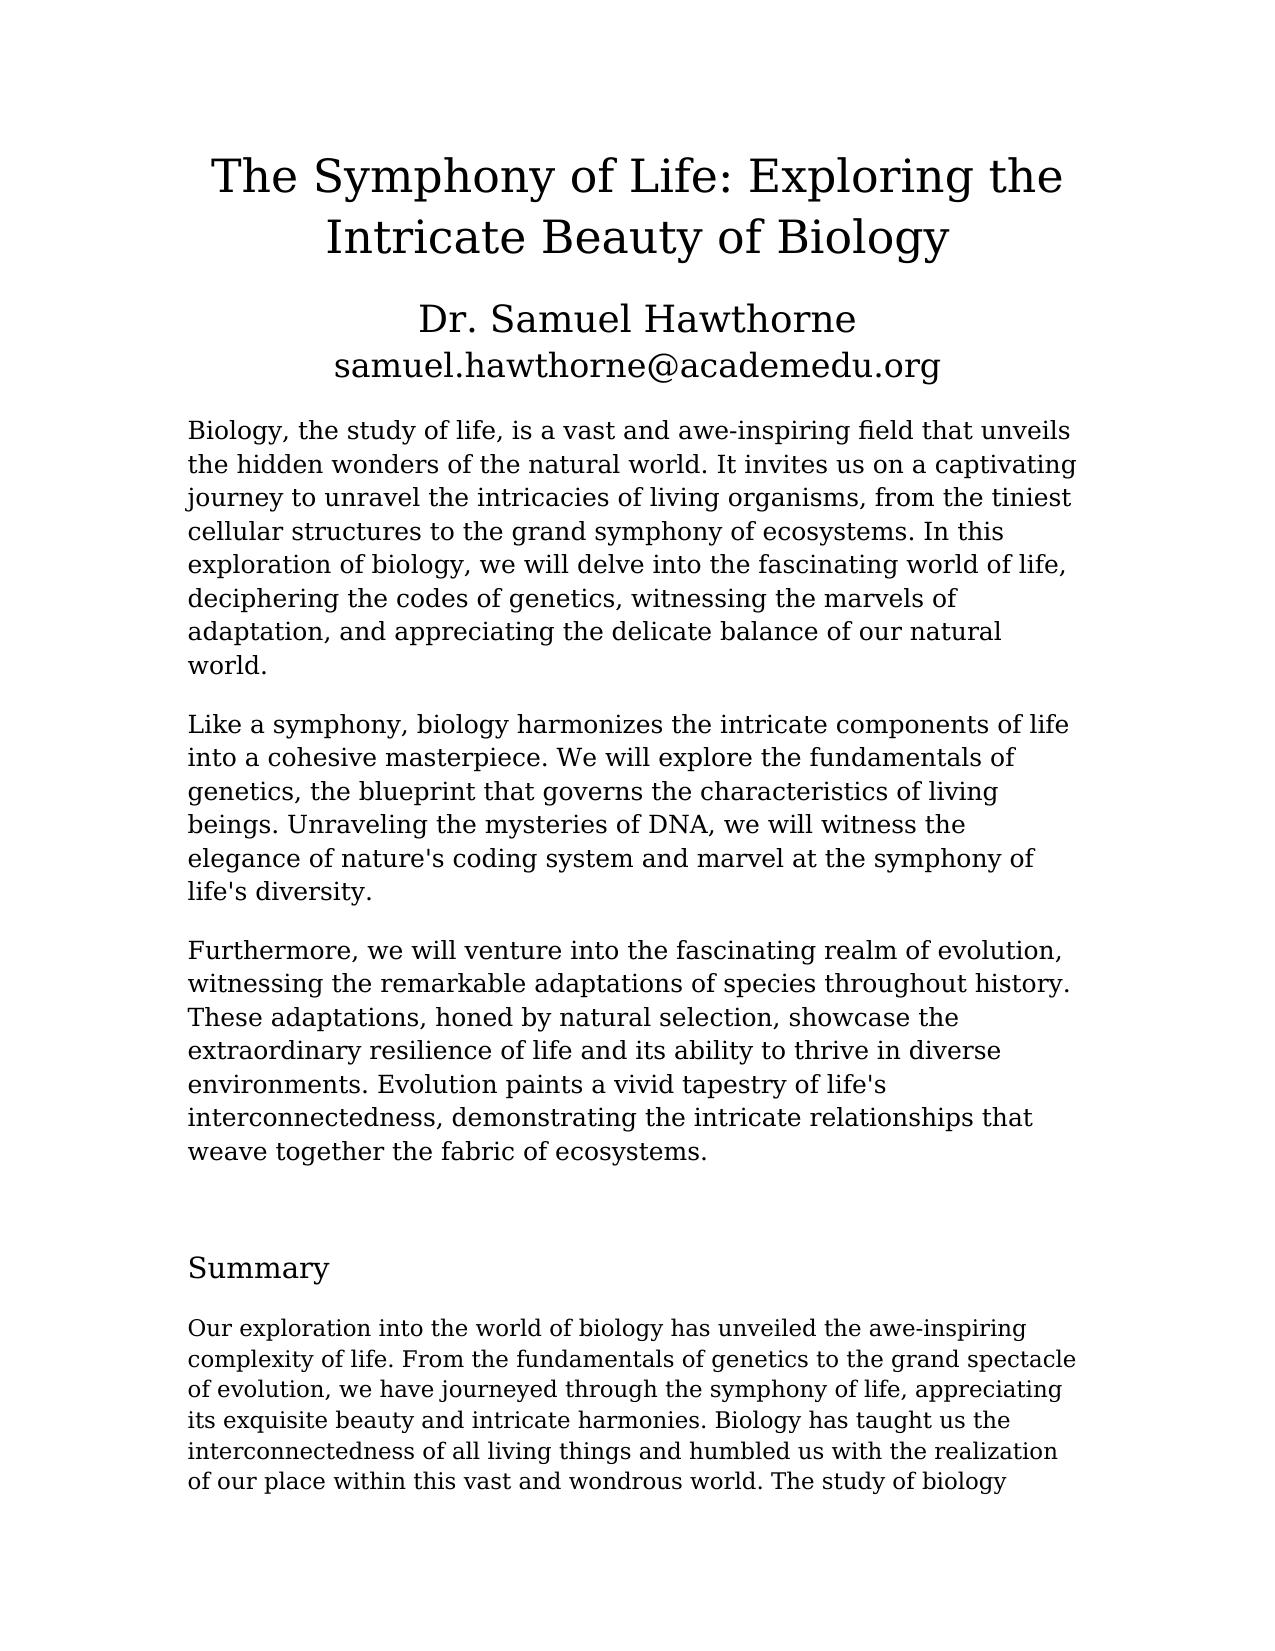 The Symphony of Life: Exploring the
Intricate Beauty of Biology
Dr. Samuel Hawthorne
samuel.hawthorne@academedu.org
Biology, the study of life, is a vast and awe-inspiring field that unveils
the hidden wonders of the natural world. It invites us on a captivating
journey to unravel the intricacies of living organisms, from the tiniest
cellular structures to the grand symphony of ecosystems. In this
exploration of biology, we will delve into the fascinating world of life,
deciphering the codes of genetics, witnessing the marvels of
adaptation, and appreciating the delicate balance of our natural
world.
Like a symphony, biology harmonizes the intricate components of life
into a cohesive masterpiece. We will explore the fundamentals of
genetics, the blueprint that governs the characteristics of living
beings. Unraveling the mysteries of DNA, we will witness the
elegance of nature's coding system and marvel at the symphony of
life's diversity.
Furthermore, we will venture into the fascinating realm of evolution,
witnessing the remarkable adaptations of species throughout history.
These adaptations, honed by natural selection, showcase the
extraordinary resilience of life and its ability to thrive in diverse
environments. Evolution paints a vivid tapestry of life's
interconnectedness, demonstrating the intricate relationships that
weave together the fabric of ecosystems.
Summary
Our exploration into the world of biology has unveiled the awe-inspiring
complexity of life. From the fundamentals of genetics to the grand spectacle
of evolution, we have journeyed through the symphony of life, appreciating
its exquisite beauty and intricate harmonies. Biology has taught us the
interconnectedness of all living things and humbled us with the realization
of our place within this vast and wondrous world. The study of biology